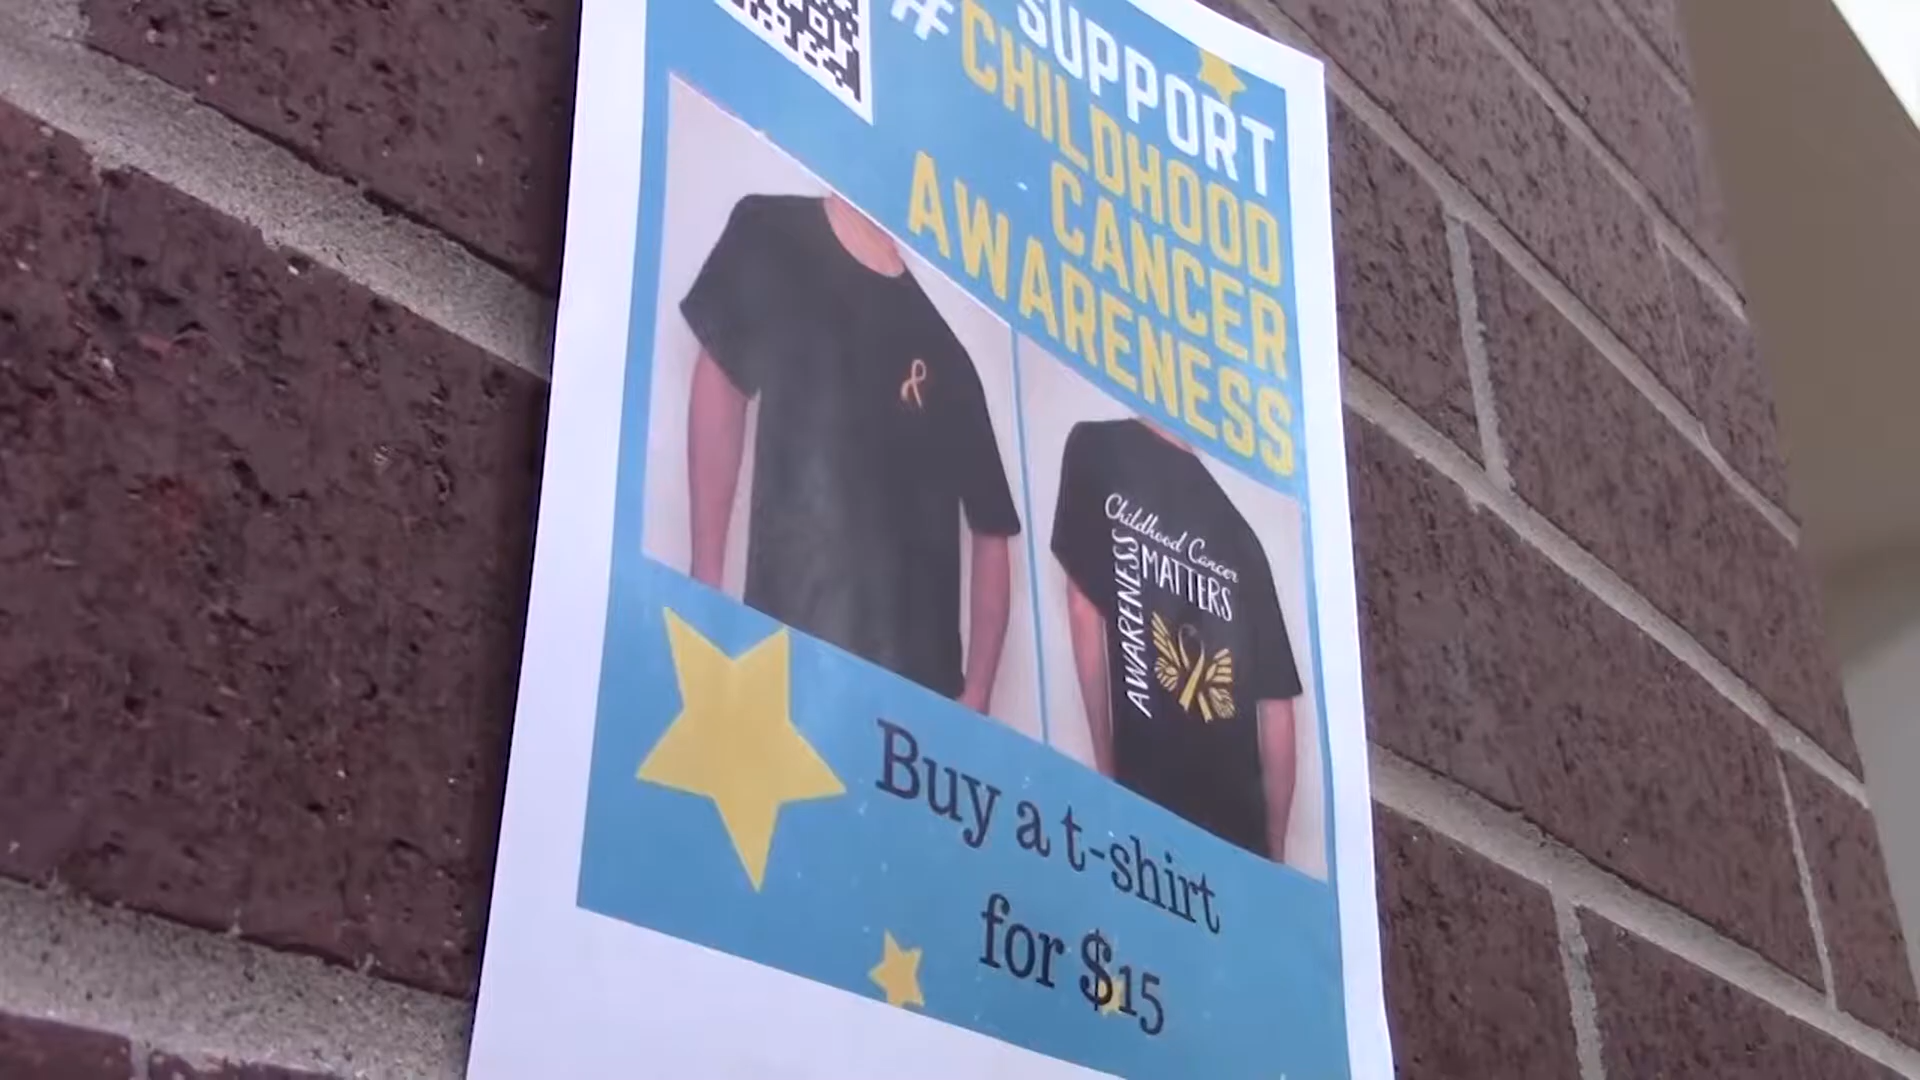 SUPPORT
#CHILDHOOD
CANCER
AWARENESS
Childhood Cancer
AWARENESS
MATTERS
Buy a t-shirt
for $15